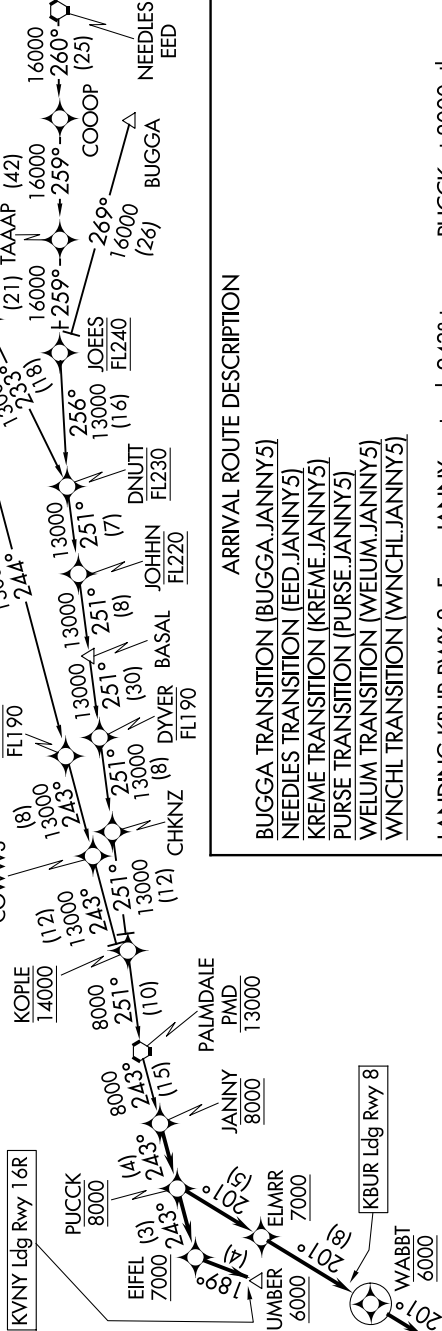 16000
260°
(25)
NEEDLES
EED
COOOP
(42)
16000
259°
TAAAP
(21)
16000
259°
BUGGA
269°
16000
(26)
JOEES
FL240
233°
(18)
256°
13000
(16)
DNUTT
FL230
13000
251°
(7)
JOHHN
FL220
13000
251°
(8)
BASAL
13000
251°
(30)
DYVER
FL190
244°
FL190
251°
13000
(8)
CHKNZ
(8)
13000
243°
251°
13000
(12)
(12)
13000
243°
KOPLE
14000
8000
251°
(10)
PALMDALE
PMD
13000
8000
243°
(15)
JANNY
8000
(4)
243°
PUCCK
8000
(3)
243°
EIFEL
7000
189°
(4)
UMBER
6000
KVNY Ldg Rwy 16R
201°
(5)
ELMRR
7000
201°
(8)
KBUR Ldg Rwy 8
WABBT
6000
201°
ARRIVAL ROUTE DESCRIPTION
BUGGA TRANSITION (BUGGA.JANNY5)
NEEDLES TRANSITION (EED.JANNY5)
KREME TRANSITION (KREME.JANNY5)
PURSE TRANSITION (PURSE.JANNY5)
WELUM TRANSITION (WELUM.JANNY5)
WNCHL TRANSITION (WNCHL.JANNY5)